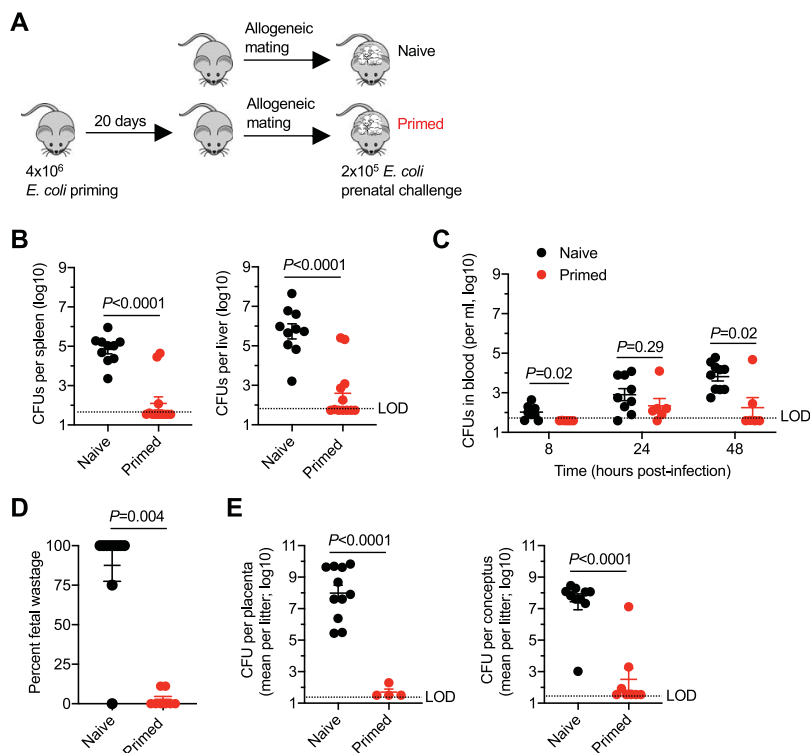 A
Allogeneic
mating
Naive
20 days
Allogeneic
mating
Primed
4x10⁶
E. coli priming
2x10⁵ E. coli
prenatal challenge
B
CFUs per spleen (log10)
9
7
5
3
1
P<0.0001
Naive
Primed
CFUs per liver (log10)
9
7
5
3
1
P<0.0001
LOD
Naive
Primed
C
Naive
Primed
CFUs in blood (per ml, log10)
9
7
5
3
1
P=0.02
P=0.29
P=0.02
LOD
8
24
48
Time (hours post-infection)
D
Percent fetal wastage
100
75
50
25
0
P=0.004
Naive
Primed
E
CFU per placenta
(mean per litter; log10)
11
9
7
5
3
1
P<0.0001
LOD
Naive
Primed
CFU per conceptus
(mean per litter; log10)
11
9
7
5
3
1
P<0.0001
LOD
Naive
Primed